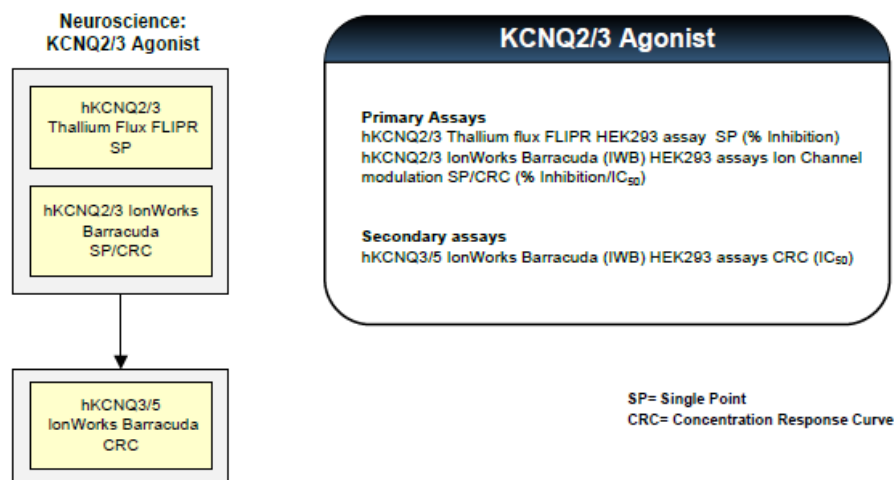 Neuroscience:
KCNQ2/3 Agonist
hKCNQ2/3
Thallium Flux FLIPR
SP
hKCNQ2/3 IonWorks
Barracuda
SP/CRC
hKCNQ3/5
IonWorks Barracuda
CRC
KCNQ2/3 Agonist
Primary Assays
hKCNQ2/3 Thallium flux FLIPR HEK293 assay SP (% Inhibition)
hKCNQ2/3 IonWorks Barracuda (IWB) HEK293 assays Ion Channel
modulation SP/CRC (% Inhibition/IC₅₀)
Secondary assays
hKCNQ3/5 IonWorks Barracuda (IWB) HEK293 assays CRC (IC₅₀)
SP= Single Point
CRC= Concentration Response Curve